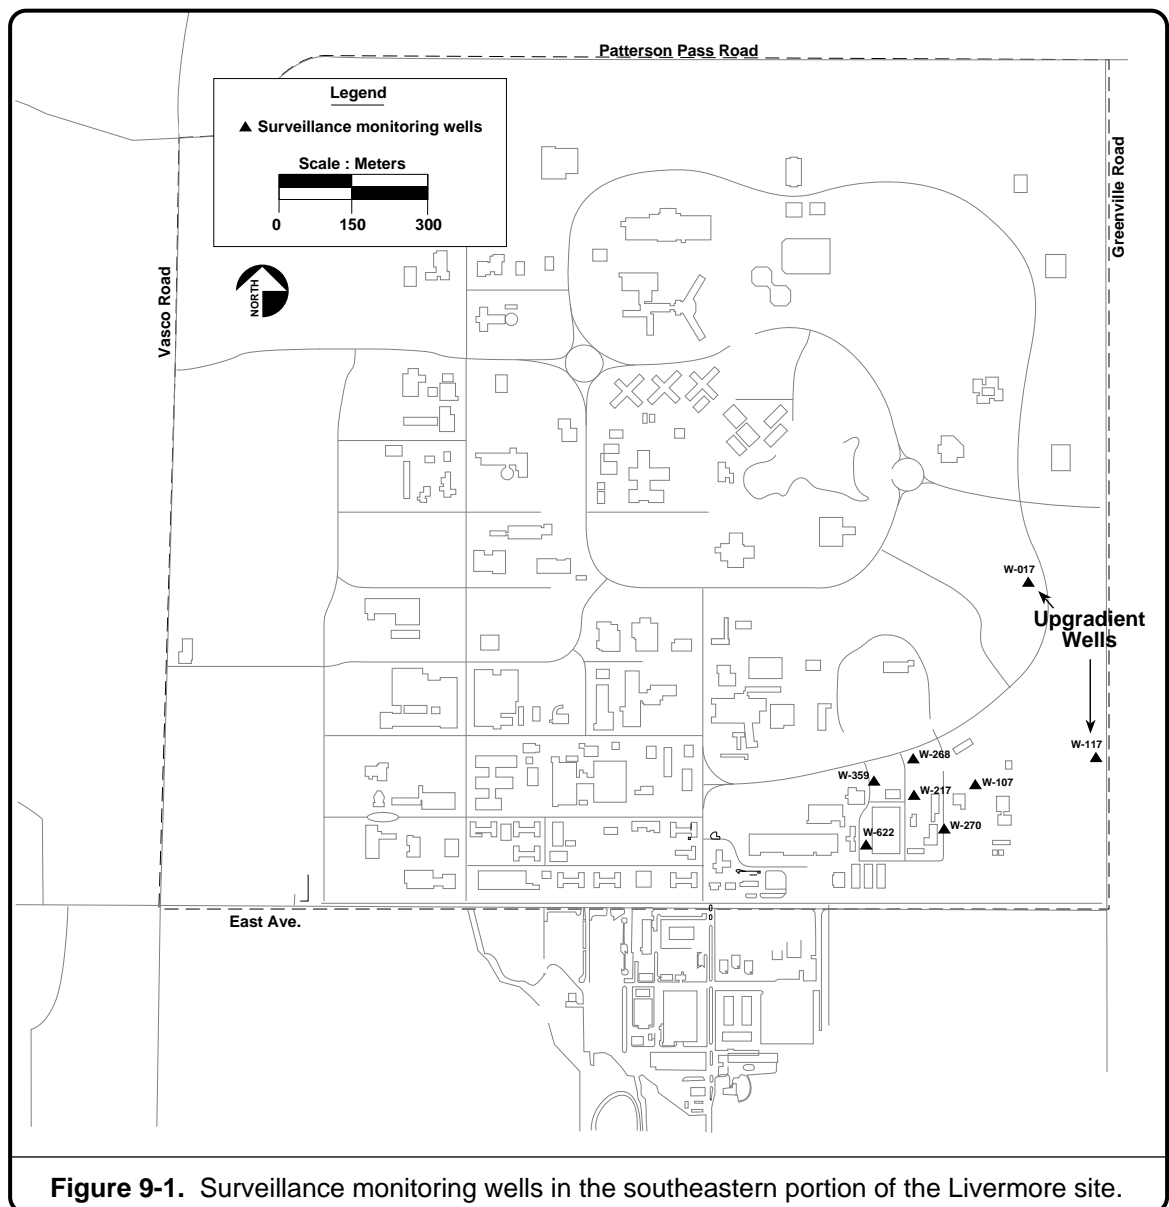 Patterson Pass Road
Legend
Surveillance monitoring wells
Scale : Meters
0 150 300
NORTH
Vasco Road
Greenville Road
W-017
Upgradient
Wells
W-117
W-268
W-359
W-107
W-217
W-270
W-622
East Ave.
Figure 9-1. Surveillance monitoring wells in the southeastern portion of the Livermore site.